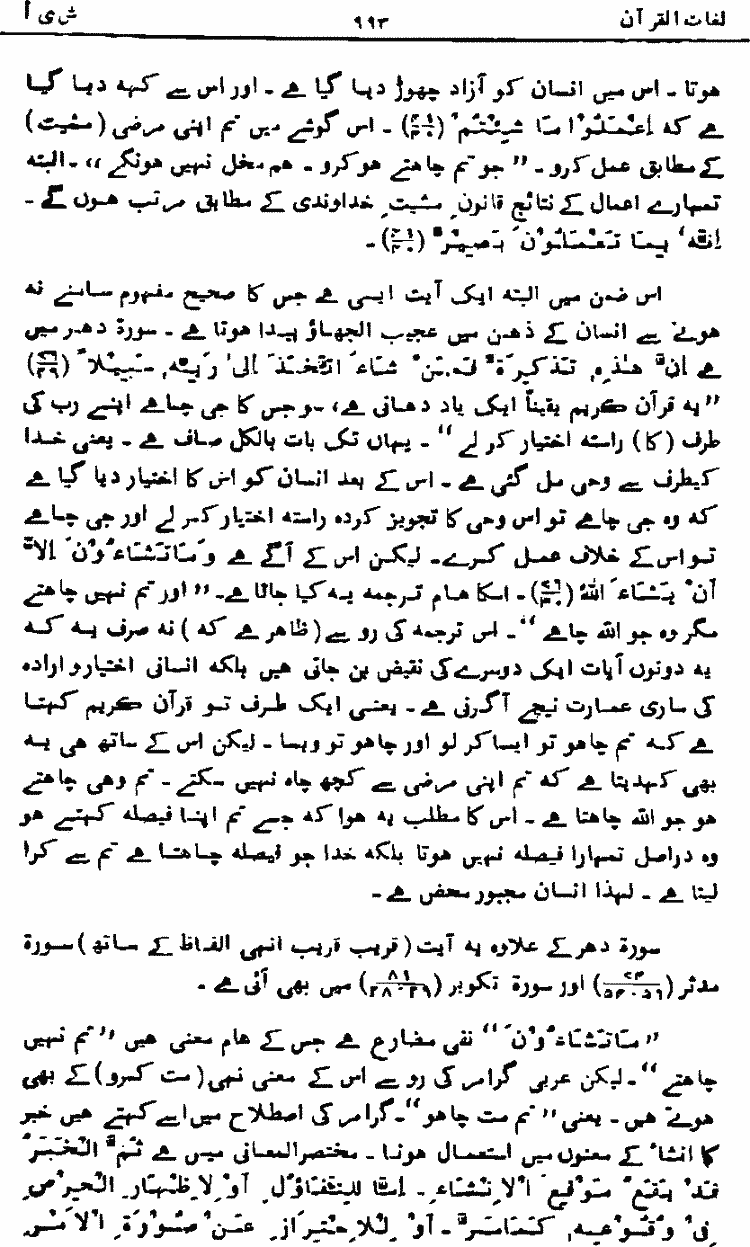 لغات القرآن ۹۹۳ ش ی أ
ہوتا ۔ اس میں انسان کو آزاد چھوڑ دیا گیا ہے ۔ اور اس سے کہہ دیا گیا
ہے کہ اِعْمَلُوْا مَا شِئْتُمْ (۴۱/۴۰) ۔ اس گوشے میں تم اپنی مرضی (مشیت)
کے مطابق عمل کرو ۔ ”جو تم چاہتے ہو کرو ۔ ہم مخل نہیں ہونگے“ ۔ البتہ
تمہارے اعمال کے نتائج قانونِ مشیتِ خداوندی کے مطابق مرتب ہوں گے ۔
اِنَّہٗ بِمَا تَعْمَلُوْنَ بَصِیْرٌ (۴۱/۴۰) ۔
اس ضمن میں البتہ ایک آیت ایسی ہے جس کا صحیح مفہوم سامنے نہ
ہونے سے انسان کے ذہن میں عجیب الجھاؤ پیدا ہوتا ہے ۔ سورۃ دھر میں
ہے اِنَّ ھٰذِہٖ تَذْکِرَۃٌ فَمَنْ شَاءَ اتَّخَذَ اِلٰی رَبِّہٖ سَبِیْلاً (۷۶/۲۹)
”یہ قرآن کریم یقیناً ایک یاد دہانی ہے، سو جس کا جی چاہے اپنے رب کی
طرف (کا) راستہ اختیار کر لے“ ۔ یہاں تک بات بالکل صاف ہے ۔ یعنی خدا
کیطرف سے وحی مل گئی ہے ۔ اس کے بعد انسان کو اس کا اختیار دیا گیا ہے
کہ وہ جی چاہے تو اس وحی کا تجویز کردہ راستہ اختیار کر لے اور جی چاہے
تو اس کے خلاف عمل کرے ۔ لیکن اس کے آگے ہے وَمَا تَشَاءُوْنَ اِلاَّ
اَنْ یَشَاءَ اللہُ (۷۶/۳۰) ۔ اسکا عام ترجمہ یہ کیا جاتا ہے ۔ ”اور تم نہیں چاہتے
مگر وہ جو اللہ چاہے“ ۔ اس ترجمہ کی رو سے (ظاہر ہے کہ) نہ صرف یہ کہ
یہ دونوں آیات ایک دوسرے کی نقیض بن جاتی ہیں بلکہ انسانی اختیار و ارادہ
کی ساری عمارت نیچے آ گرتی ہے ۔ یعنی ایک طرف تو قرآن کریم کہتا
ہے کہ تم چاہو تو ایسا کر لو اور چاہو تو ویسا ۔ لیکن اس کے ساتھ ہی یہ
بھی کہدیتا ہے کہ تم اپنی مرضی سے کچھ چاہ نہیں سکتے ۔ تم وہی چاہتے
ہو جو اللہ چاہتا ہے ۔ اس کا مطلب یہ ہوا کہ جسے تم اپنا فیصلہ کہتے ہو
وہ دراصل تمہارا فیصلہ نہیں ہوتا بلکہ خدا جو فیصلہ چاہتا ہے تم سے کرا
لیتا ہے ۔ لہذا انسان مجبور محض ہے ۔
سورۃ دھر کے علاوہ یہ آیت (قریب قریب انہی الفاظ کے ساتھ) سورۃ
مدثر (۷۴/۵۴-۵۶) اور سورۃ تکویر (۸۱/۲۸-۲۹) میں بھی آئی ہے ۔
”مَا تَشَاءُوْنَ“ نفی مضارع ہے جس کے عام معنی ہیں ”تم نہیں
چاہتے“ ۔ لیکن عربی گرامر کی رو سے اس کے معنی نہی (مت کرو) کے بھی
ہوتے ہیں ۔ یعنی ”تم مت چاہو“ ۔ گرامر کی اصطلاح میں اسے کہتے ہیں خبر
کا انشاء کے معنوں میں استعمال ہونا ۔ مختصر المعانی میں ہے ثُمَّ الْخَبَرُ
قَدْ یَقَعُ مَوْقِعَ الْاِنْشَاءِ ۔ اِمَّا لِلتَّفَاؤُلِ اَوْ لِاِظْہَارِ الْحِرْصِ
فِیْ وُقُوْعِہٖ کَمَامَرَّ ۔ اَوْ لِلْاِحْتِرَازِ عَنْ صُوْرَۃِ الْاَمْرِ